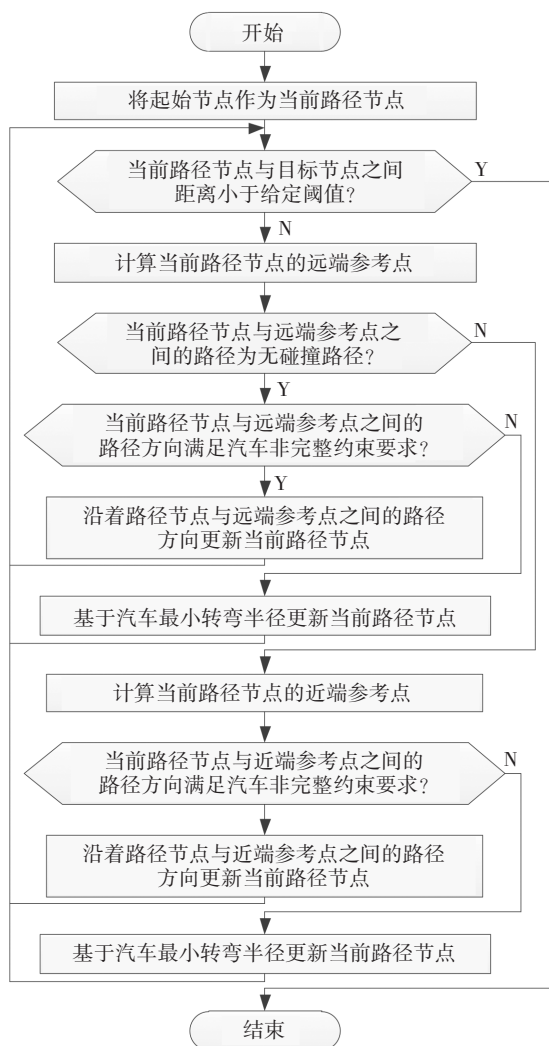 开始
将起始节点作为当前路径节点
当前路径节点与目标节点之间
距离小于给定阈值?
Y
N
计算当前路径节点的远端参考点
当前路径节点与远端参考点之
间的路径为无碰撞路径?
N
Y
当前路径节点与远端参考点之间的
路径方向满足汽车非完整约束要求?
N
Y
沿着路径节点与远端参考点之间的路径
方向更新当前路径节点
基于汽车最小转弯半径更新当前路径节点
计算当前路径节点的近端参考点
当前路径节点与近端参考点之间的
路径方向满足汽车非完整约束要求?
N
沿着路径节点与近端参考点之间的路径
方向更新当前路径节点
基于汽车最小转弯半径更新当前路径节点
结束